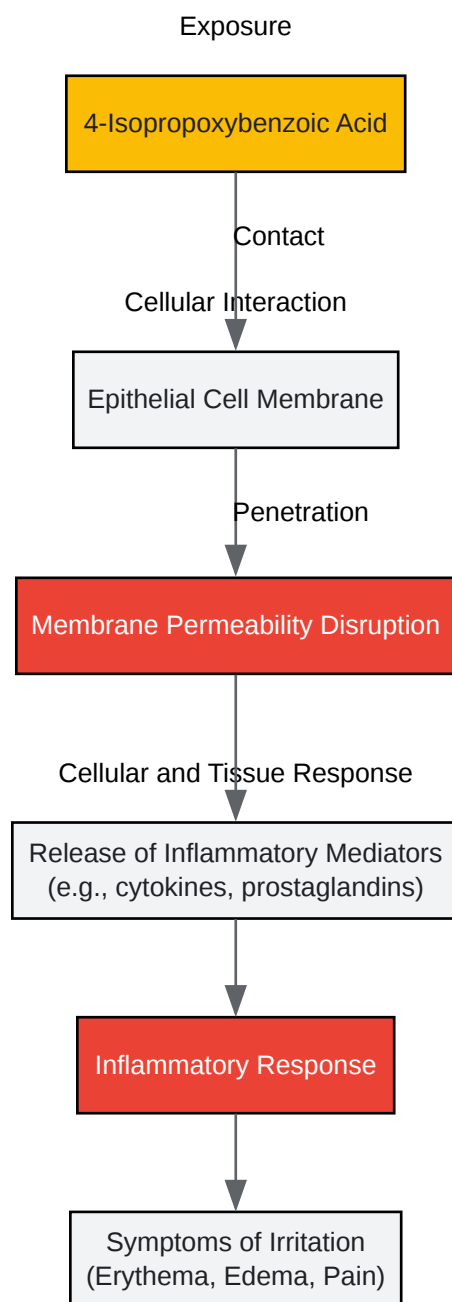 Exposure
4-Isopropoxybenzoic Acid
Contact
Cellular Interaction
Epithelial Cell Membrane
Penetration
Membrane Permeability Disruption
Cellular and Tissue Response
Release of Inflammatory Mediators
(e.g., cytokines, prostaglandins)
Inflammatory Response
Symptoms of Irritation
(Erythema, Edema, Pain)